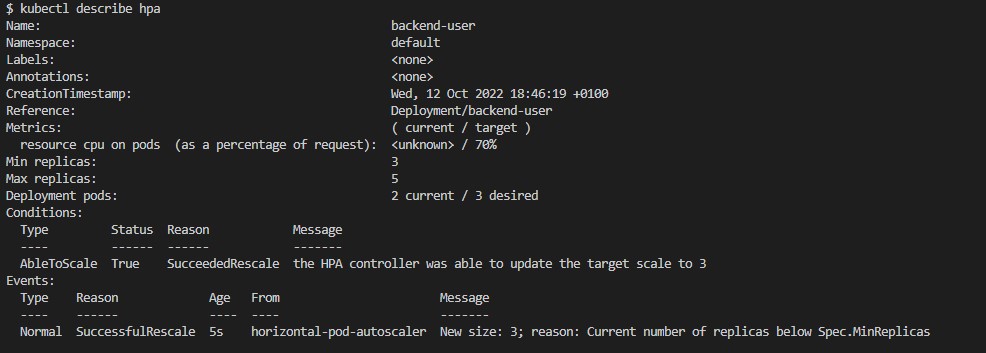 $ kubectl describe hpa
Name: backend-user
Namespace: default
Labels: <none>
Annotations: <none>
CreationTimestamp: Wed, 12 Oct 2022 18:46:19 +0100
Reference: Deployment/backend-user
Metrics: ( current / target )
resource cpu on pods (as a percentage of request): <unknown> / 70%
Min replicas: 3
Max replicas: 5
Deployment pods: 2 current / 3 desired
Conditions:
Type Status Reason Message
---- ------ ------ -------
AbleToScale True SucceededRescale the HPA controller was able to update the target scale to 3
Events:
Type Reason Age From Message
---- ------ ---- ---- -------
Normal SuccessfulRescale 5s horizontal-pod-autoscaler New size: 3; reason: Current number of replicas below Spec.MinReplicas